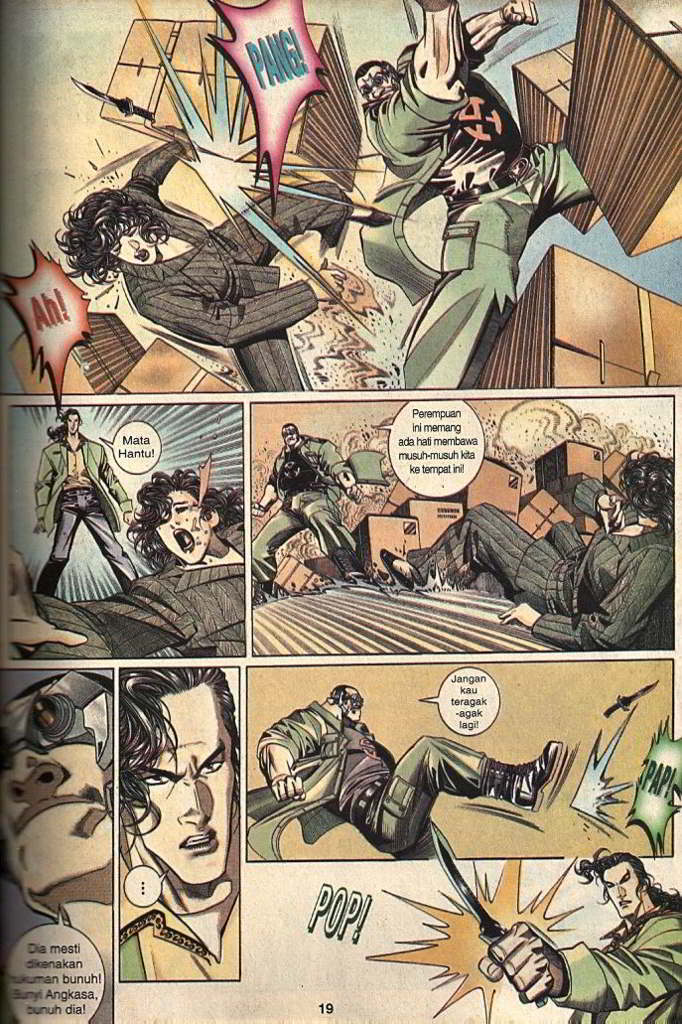 PANG!
Ah!
Mata
Hantu!
Perempuan
ini memang
ada hati membawa
musuh-musuh kita
ke tempat ini!
Jangan
kau
teragak
-agak
lagi!
PAP!
...
Dia mesti
dikenakan
hukuman bunuh!
Bunyi Angkasa,
bunuh dia!
POP!
19